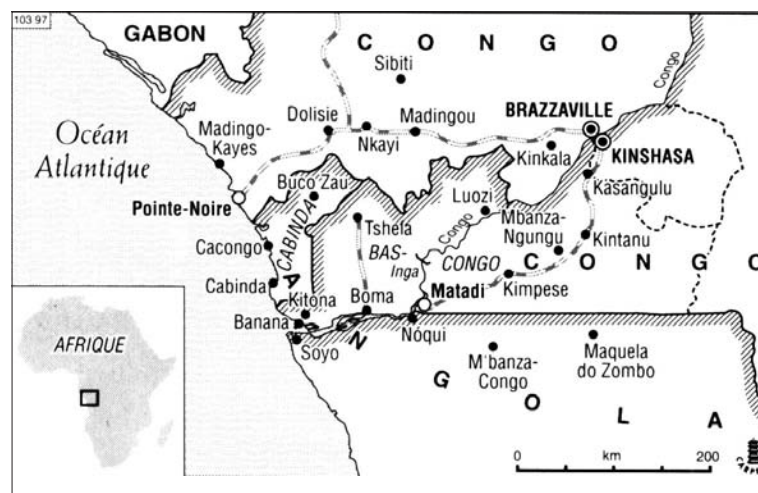 103 97
GABON
C O N G O
Sibiti
Congo
Océan
Atlantique
Madingo-
Kayes
Dolisie
Nkayi
Madingou
BRAZZAVILLE
Kinkala
KINSHASA
Pointe-Noire
Buco Zau
Luozi
Kasangulu
CABINDA
Tshela
Congo
Mbanza-
Ngungu
Kintanu
Cacongo
BAS-
CONGO
Inga
C O N G O
Cabinda
Kitona
Boma
Matadi
Kimpese
Banana
Soyo
Nóqui
A N G O L A
M'banza-
Congo
Maquela
do Zombo
AFRIQUE
0 km 200